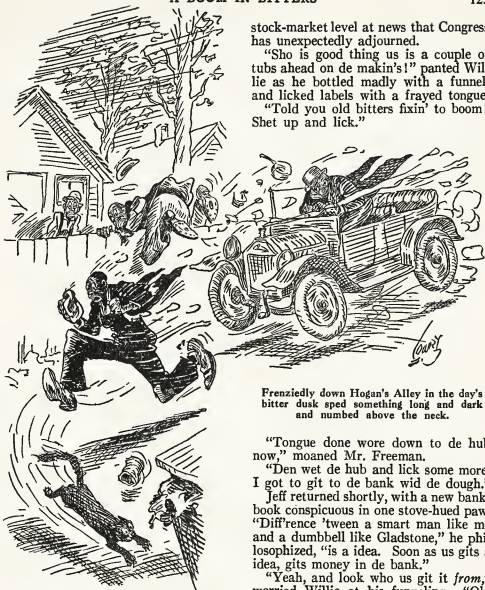 A BOOM IN BITTERS
stock-market level at news that Congres
has unexpectedly adjourned.
"Sho is good thing us is a couple o
tubs ahead on de makin's!" panted Wil
lie as he bottled madly with a funnel
and licked labels with a frayed tongue
"Told you old bitters fixin' to boom
Shet up and lick."
Frenziedly down Hogan's Alley in the day's
bitter dusk sped something long and dark
and numbed above the neck.
"Tongue done wore down to de hub
now," moaned Mr. Freeman.
"Den wet de hub and lick some more
I got to git to de bank wid de dough.
Jeff returned shortly, with a new bank
book conspicuous in one stove-hued paw
"Diff'rence 'tween a smart man like m
and a dumbbell like Gladstone," he phi
losophized, "is a idea. Soon as us gits
idea, gits money in de bank."
"Yeah, and look who us git it from,
worried Willie at his funneling.